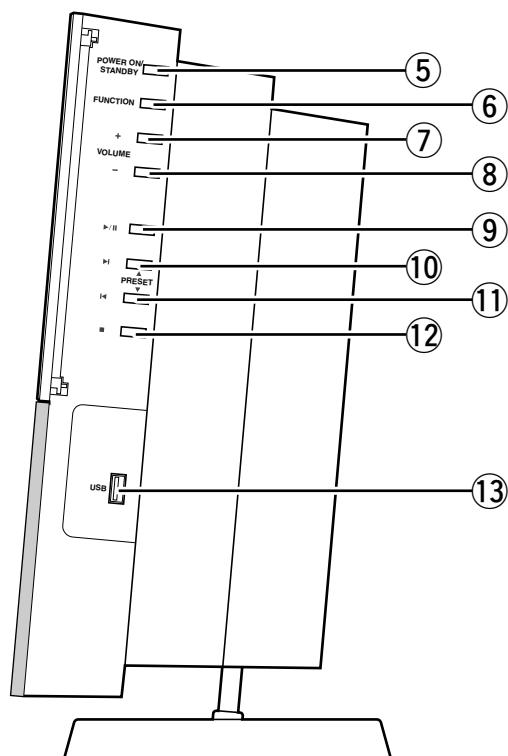 POWER ON/
STANDBY
5
FUNCTION
6
+
7
VOLUME
−
8
►/II
9
►I
10
▲
PRESET
▼
I◄
11
■
12
USB
13